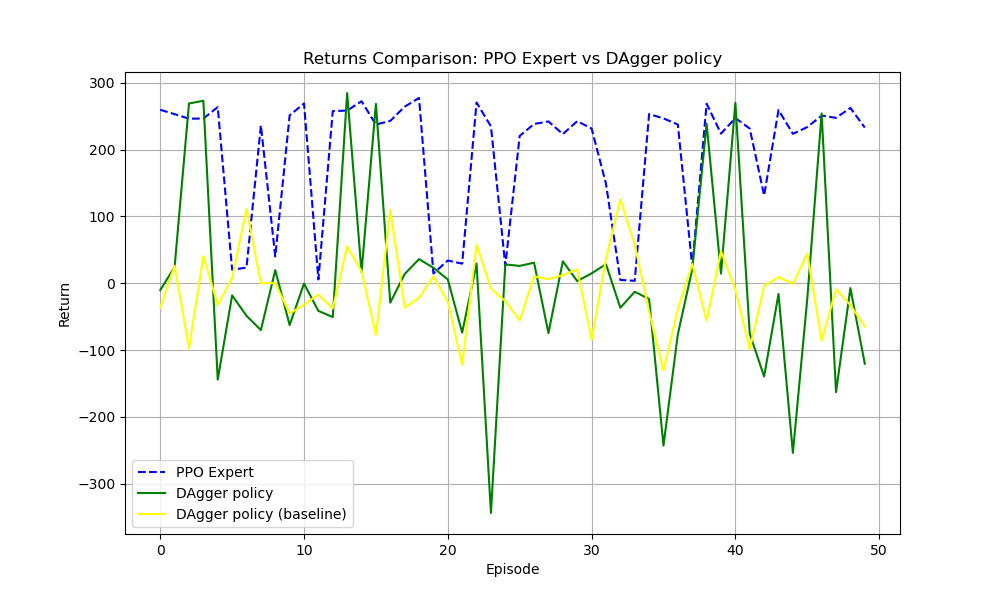 Returns Comparison: PPO Expert vs DAgger policy
300
200
100
0
−100
−200
−300
Return
PPO Expert
DAgger policy
DAgger policy (baseline)
0 10 20 30 40 50
Episode